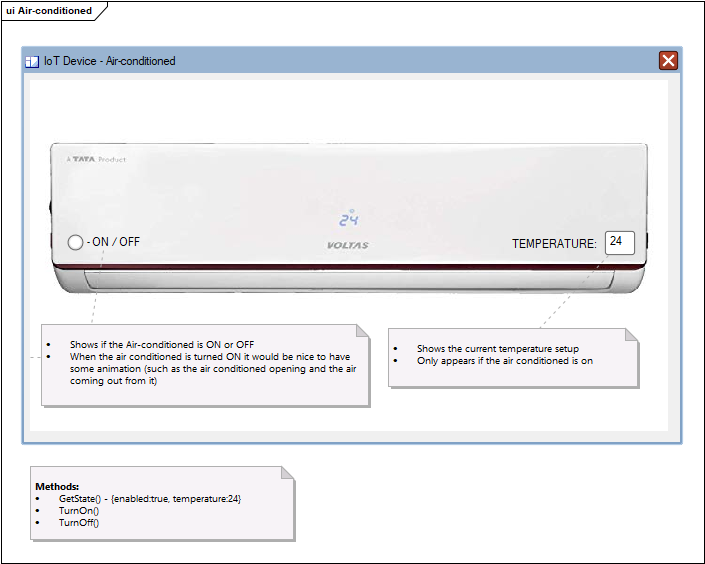 ui Air-conditioned
IoT Device - Air-conditioned
A TATA Product
24
- ON / OFF
VOLTAS
TEMPERATURE: 24
• Shows if the Air-conditioned is ON or OFF
• When the air conditioned is turned ON it would be nice to have
some animation (such as the air conditioned opening and the air
coming out from it)
• Shows the current temperature setup
• Only appears if the air conditioned is on
Methods:
• GetState() - {enabled:true, temperature:24}
• TurnOn()
• TurnOff()